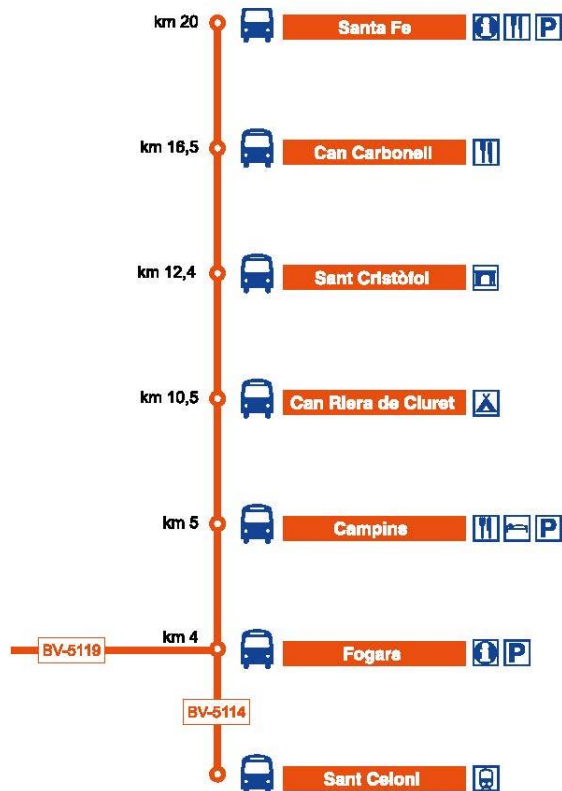 km 20 Santa Fe i P
km 16,5 Can Carbonell
km 12,4 Sant Cristòfol
km 10,5 Can Riera de Ciuret
km 5 Campins P
km 4 Fogars i P
BV-5119
BV-5114
Sant Celoni